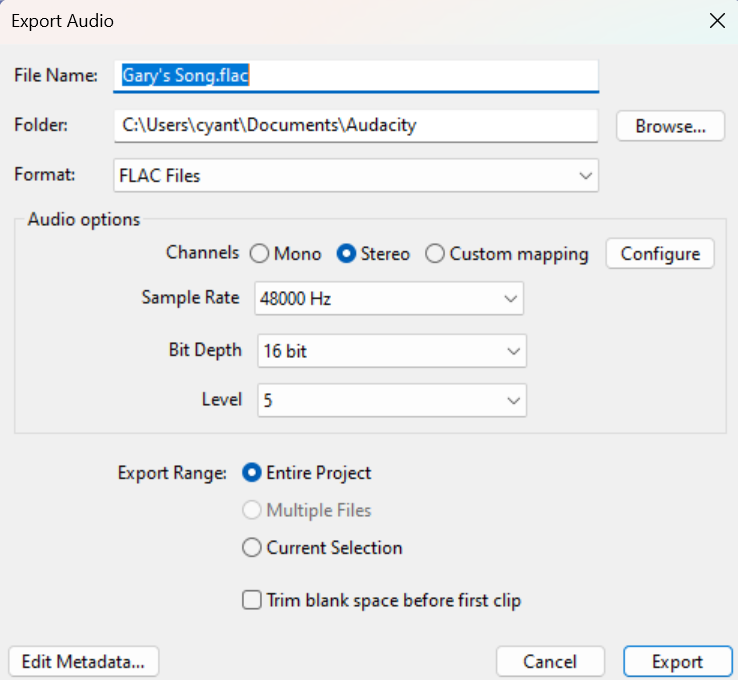 Export Audio
File Name: Gary's Song.flac
Folder: C:\Users\cyant\Documents\Audacity Browse...
Format: FLAC Files
Audio options
Channels Mono Stereo Custom mapping Configure
Sample Rate 48000 Hz
Bit Depth 16 bit
Level 5
Export Range: Entire Project
Multiple Files
Current Selection
Trim blank space before first clip
Edit Metadata... Cancel Export